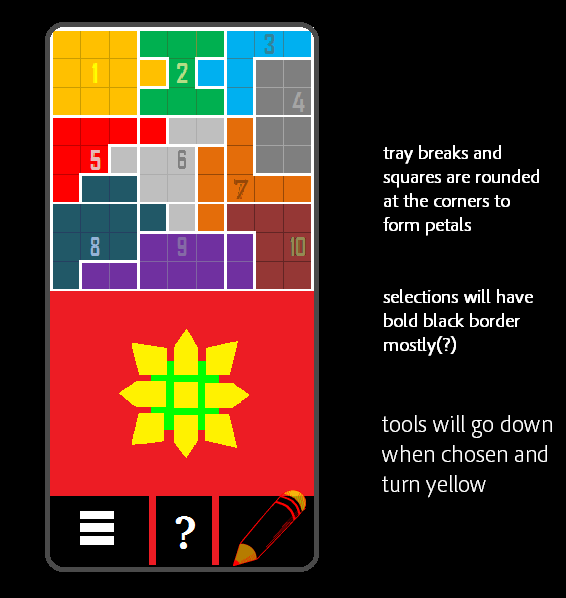 3
1
2
4
5
6
7
8
9
10
tray breaks and
squares are rounded
at the corners to
form petals
selections will have
bold black border
mostly(?)
tools will go down
when chosen and
turn yellow
?